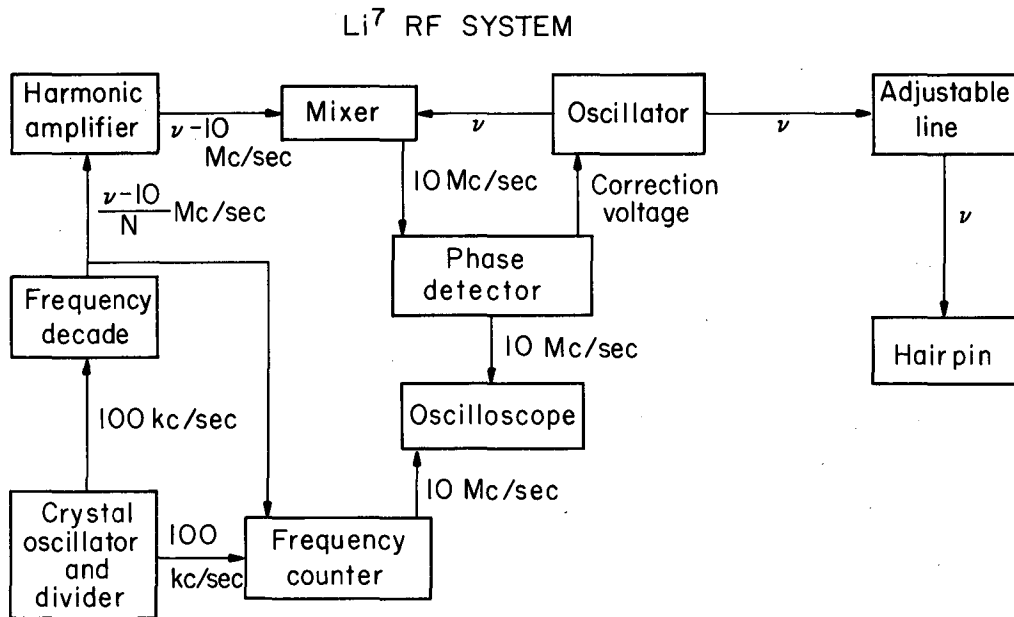 Li⁷ RF SYSTEM
Harmonic
amplifier
ν-10
Mc/sec
Mixer
ν
Oscillator
ν
Adjustable
line
10 Mc/sec
Correction
voltage
ν
ν-10
N
Mc/sec
Phase
detector
Frequency
decade
10 Mc/sec
Hairpin
100 kc/sec
Oscilloscope
10 Mc/sec
Crystal
oscillator
and
divider
100
kc/sec
Frequency
counter